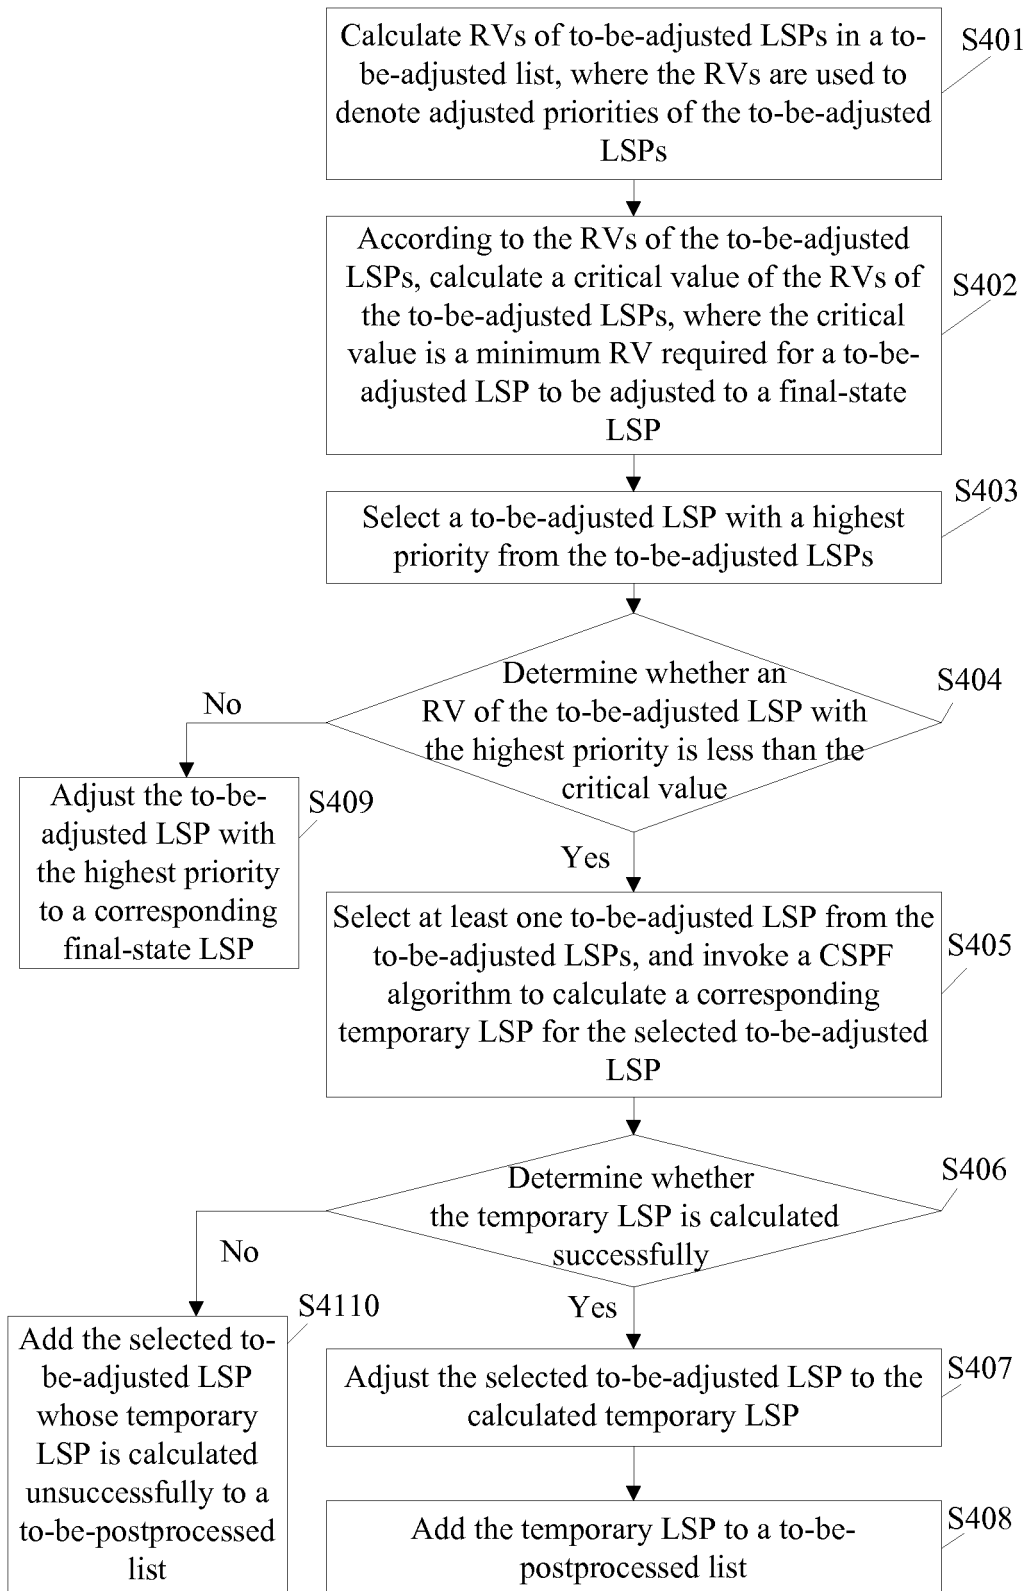 Calculate RVs of to-be-adjusted LSPs in a to-
be-adjusted list, where the RVs are used to
denote adjusted priorities of the to-be-adjusted
LSPs
S401
According to the RVs of the to-be-adjusted
LSPs, calculate a critical value of the RVs of
the to-be-adjusted LSPs, where the critical
value is a minimum RV required for a to-be-
adjusted LSP to be adjusted to a final-state
LSP
S402
Select a to-be-adjusted LSP with a highest
priority from the to-be-adjusted LSPs
S403
Determine whether an
RV of the to-be-adjusted LSP with
the highest priority is less than the
critical value
S404
No
Adjust the to-be-
adjusted LSP with
the highest priority
to a corresponding
final-state LSP
S409
Yes
Select at least one to-be-adjusted LSP from the
to-be-adjusted LSPs, and invoke a CSPF
algorithm to calculate a corresponding
temporary LSP for the selected to-be-adjusted
LSP
S405
Determine whether
the temporary LSP is calculated
successfully
S406
No
Add the selected to-
be-adjusted LSP
whose temporary
LSP is calculated
unsuccessfully to a
to-be-postprocessed
list
S4110
Yes
Adjust the selected to-be-adjusted LSP to the
calculated temporary LSP
S407
Add the temporary LSP to a to-be-
postprocessed list
S408